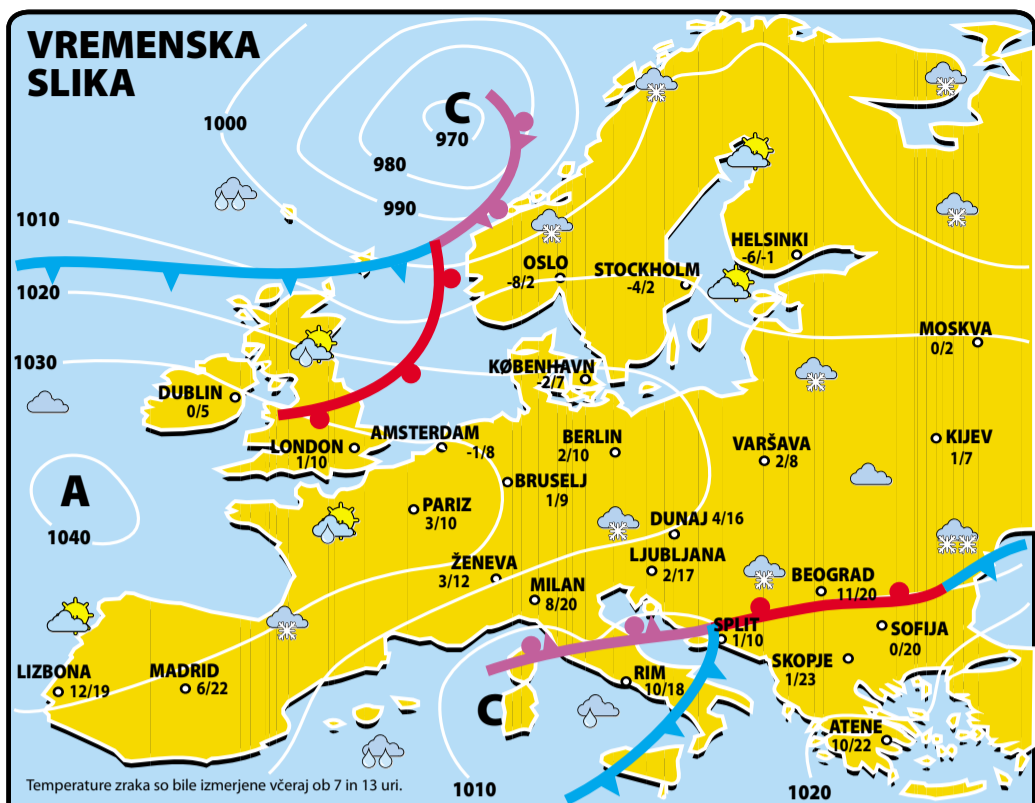 VREMENSKA
SLIKA
C
970
1000
980
990
1010
1020
1030
HELSINKI
-6/-1
OSLO
-8/2
STOCKHOLM
-4/2
MOSKVA
0/2
KØBENHAVN
-2/7
DUBLIN
0/5
LONDON
1/10
AMSTERDAM
-1/8
BERLIN
2/10
VARŠAVA
2/8
KIJEV
1/7
BRUSELJ
1/9
A
1040
PARIZ
3/10
DUNAJ 4/16
LJUBLJANA
2/17
ŽENEVA
3/12
MILAN
8/20
BEOGRAD
11/20
SPLIT
1/10
SOFIJA
0/20
SKOPJE
1/23
LIZBONA
12/19
MADRID
6/22
RIM
10/18
C
ATENE
10/22
Temperature zraka so bile izmerjene včeraj ob 7 in 13 uri.
1010
1020